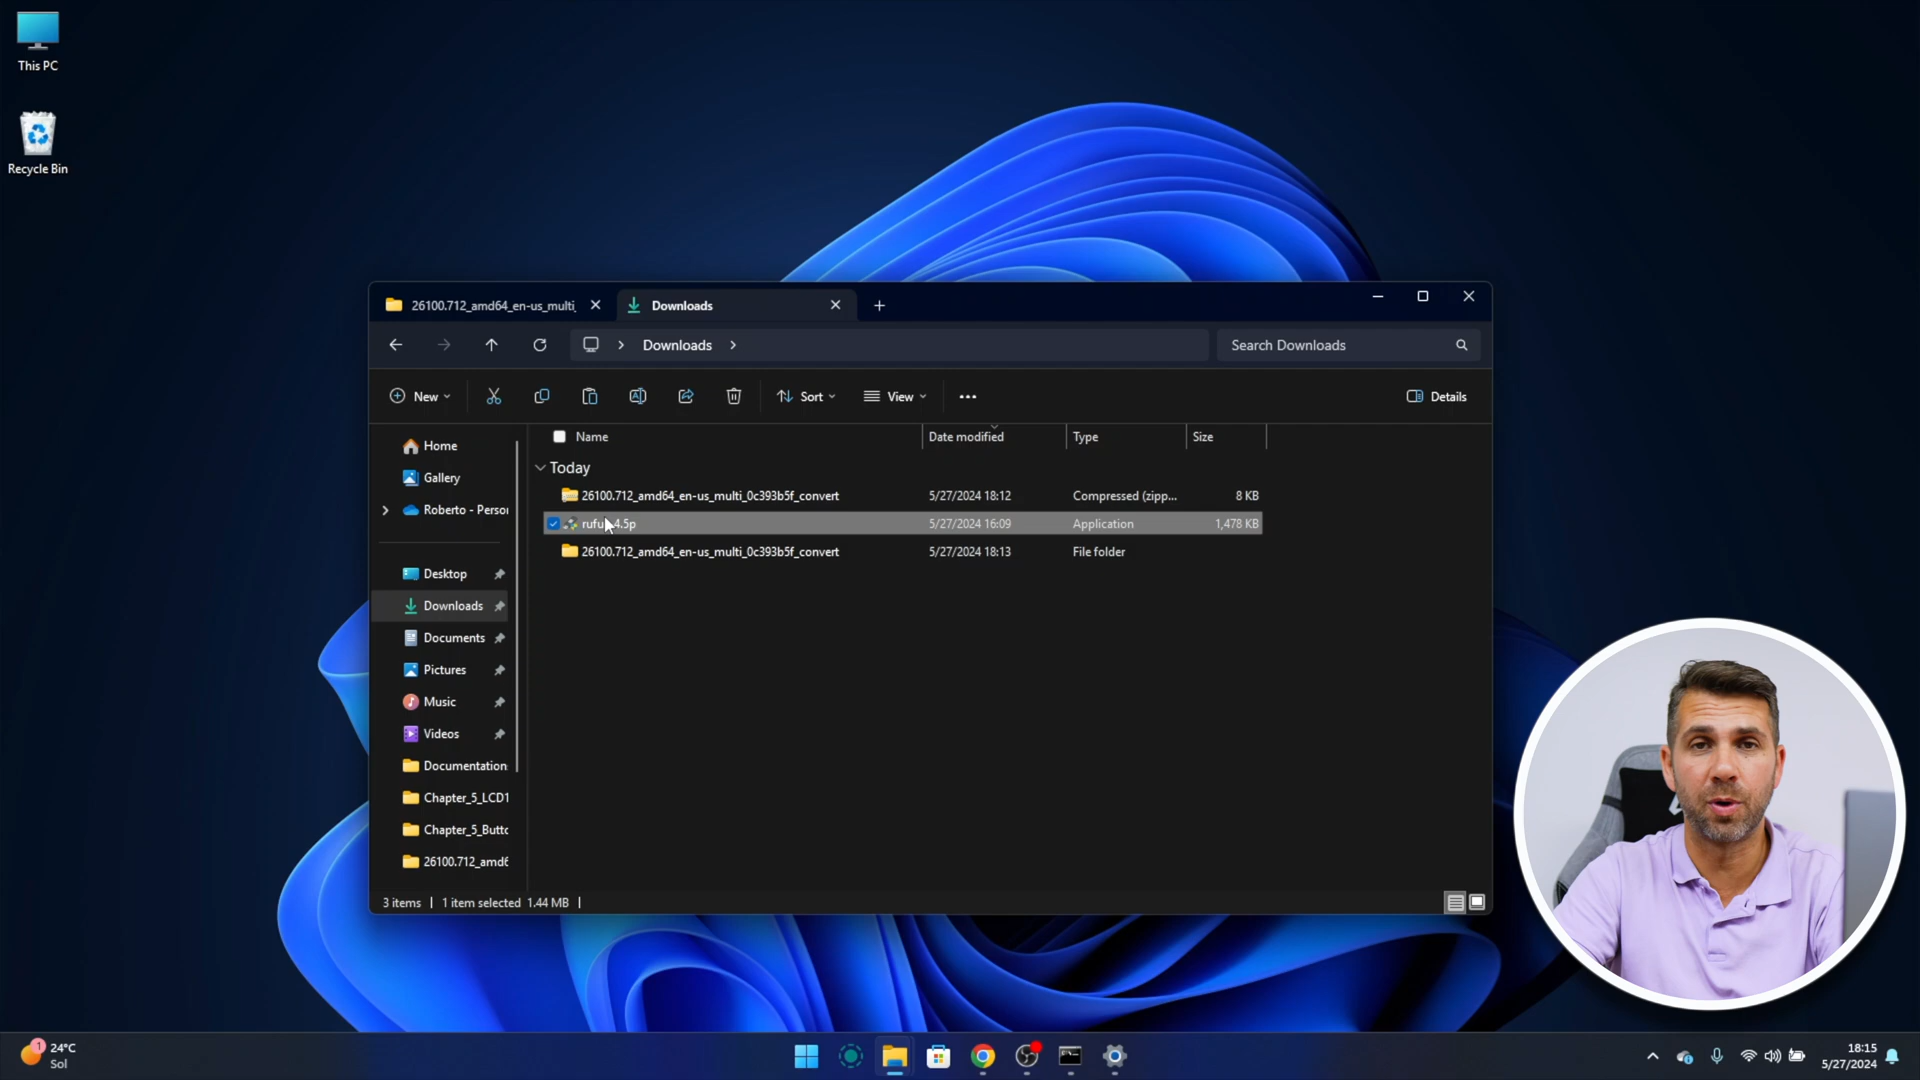 This PC
Recycle Bin
26100.712_amd64_en-us_multi_
Downloads
Downloads
Search Downloads
New
Sort
View
Details
Name
Date modified
Type
Size
Today
26100.712_amd64_en-us_multi_0c393b5f_convert 5/27/2024 18:12 Compressed (zipp... 8 KB
rufu 4.5p 5/27/2024 16:09 Application 1,478 KB
26100.712_amd64_en-us_multi_0c393b5f_convert 5/27/2024 18:13 File folder
Home
Gallery
Roberto - Person
Desktop
Downloads
Documents
Pictures
Music
Videos
Documentation
Chapter_5_LCD1
Chapter_5_Butto
26100.712_amd6
3 items
1 item selected 1.44 MB
1
24°C
Sol
18:15
5/27/2024